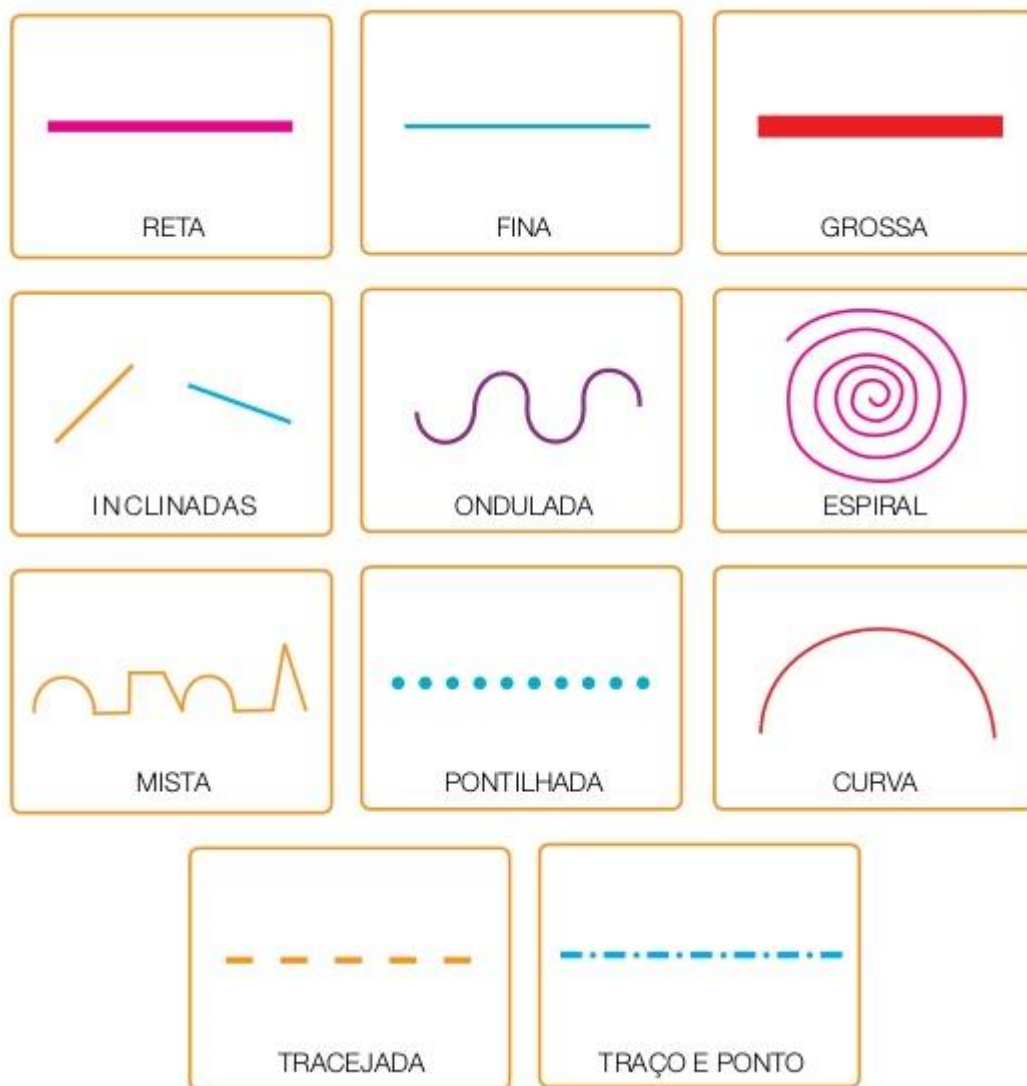 RETA
FINA
GROSSA
INCLINADAS
ONDULADA
ESPIRAL
MISTA
PONTILHADA
CURVA
TRACEJADA
TRAÇO E PONTO